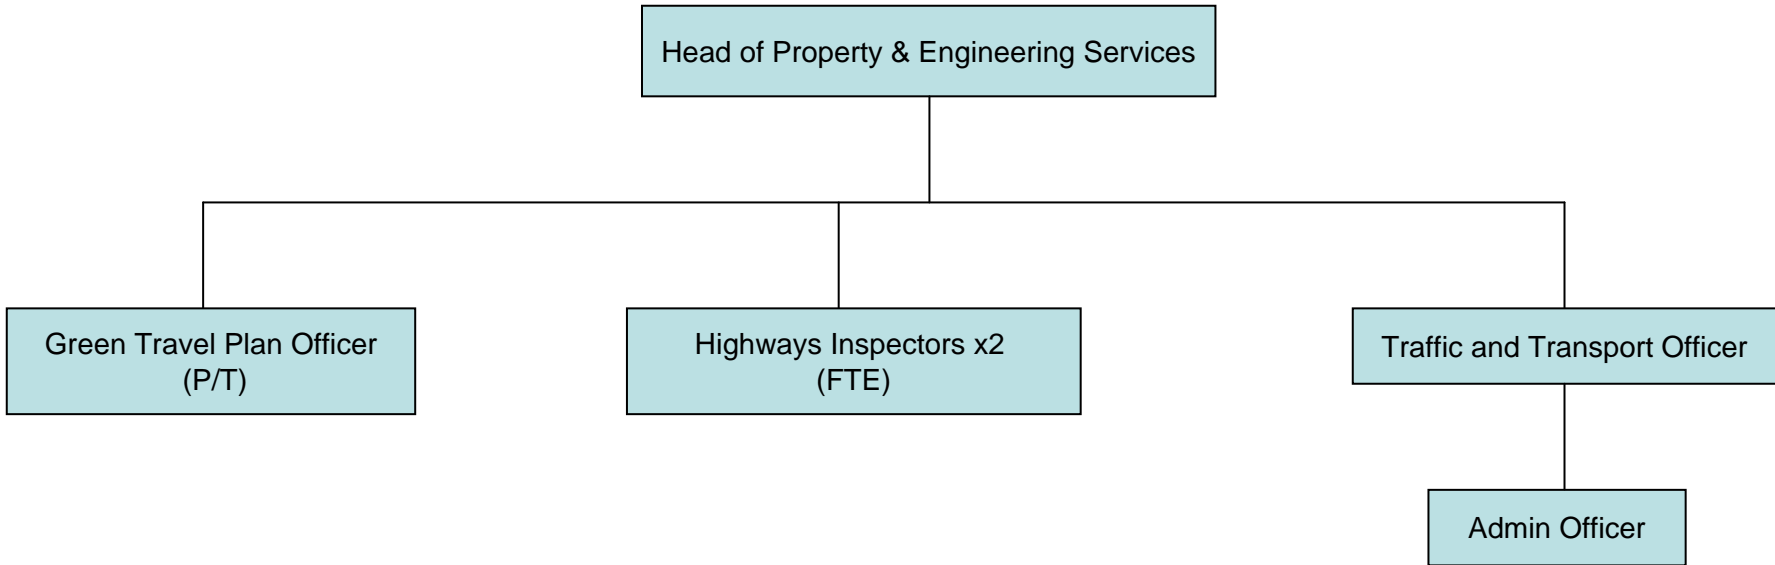 Head of Property & Engineering Services
Green Travel Plan Officer
(P/T)
Highways Inspectors x2
(FTE)
Traffic and Transport Officer
Admin Officer